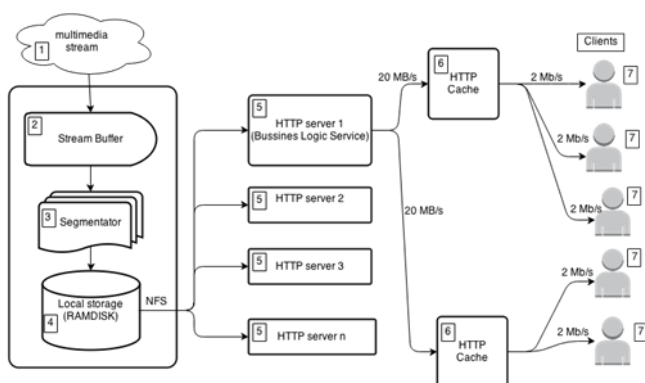 1
multimedia
stream
2
Stream Buffer
3
Segmentator
Local storage
(RAMDISK)
4
NFS
5
HTTP server 1
(Bussines Logic Service)
5
HTTP server 2
5
HTTP server 3
5
HTTP server n
20 MB/s
20 MB/s
6
HTTP
Cache
6
HTTP
Cache
Clients
2 Mb/s
7
2 Mb/s
7
2 Mb/s
7
2 Mb/s
7
2 Mb/s
7